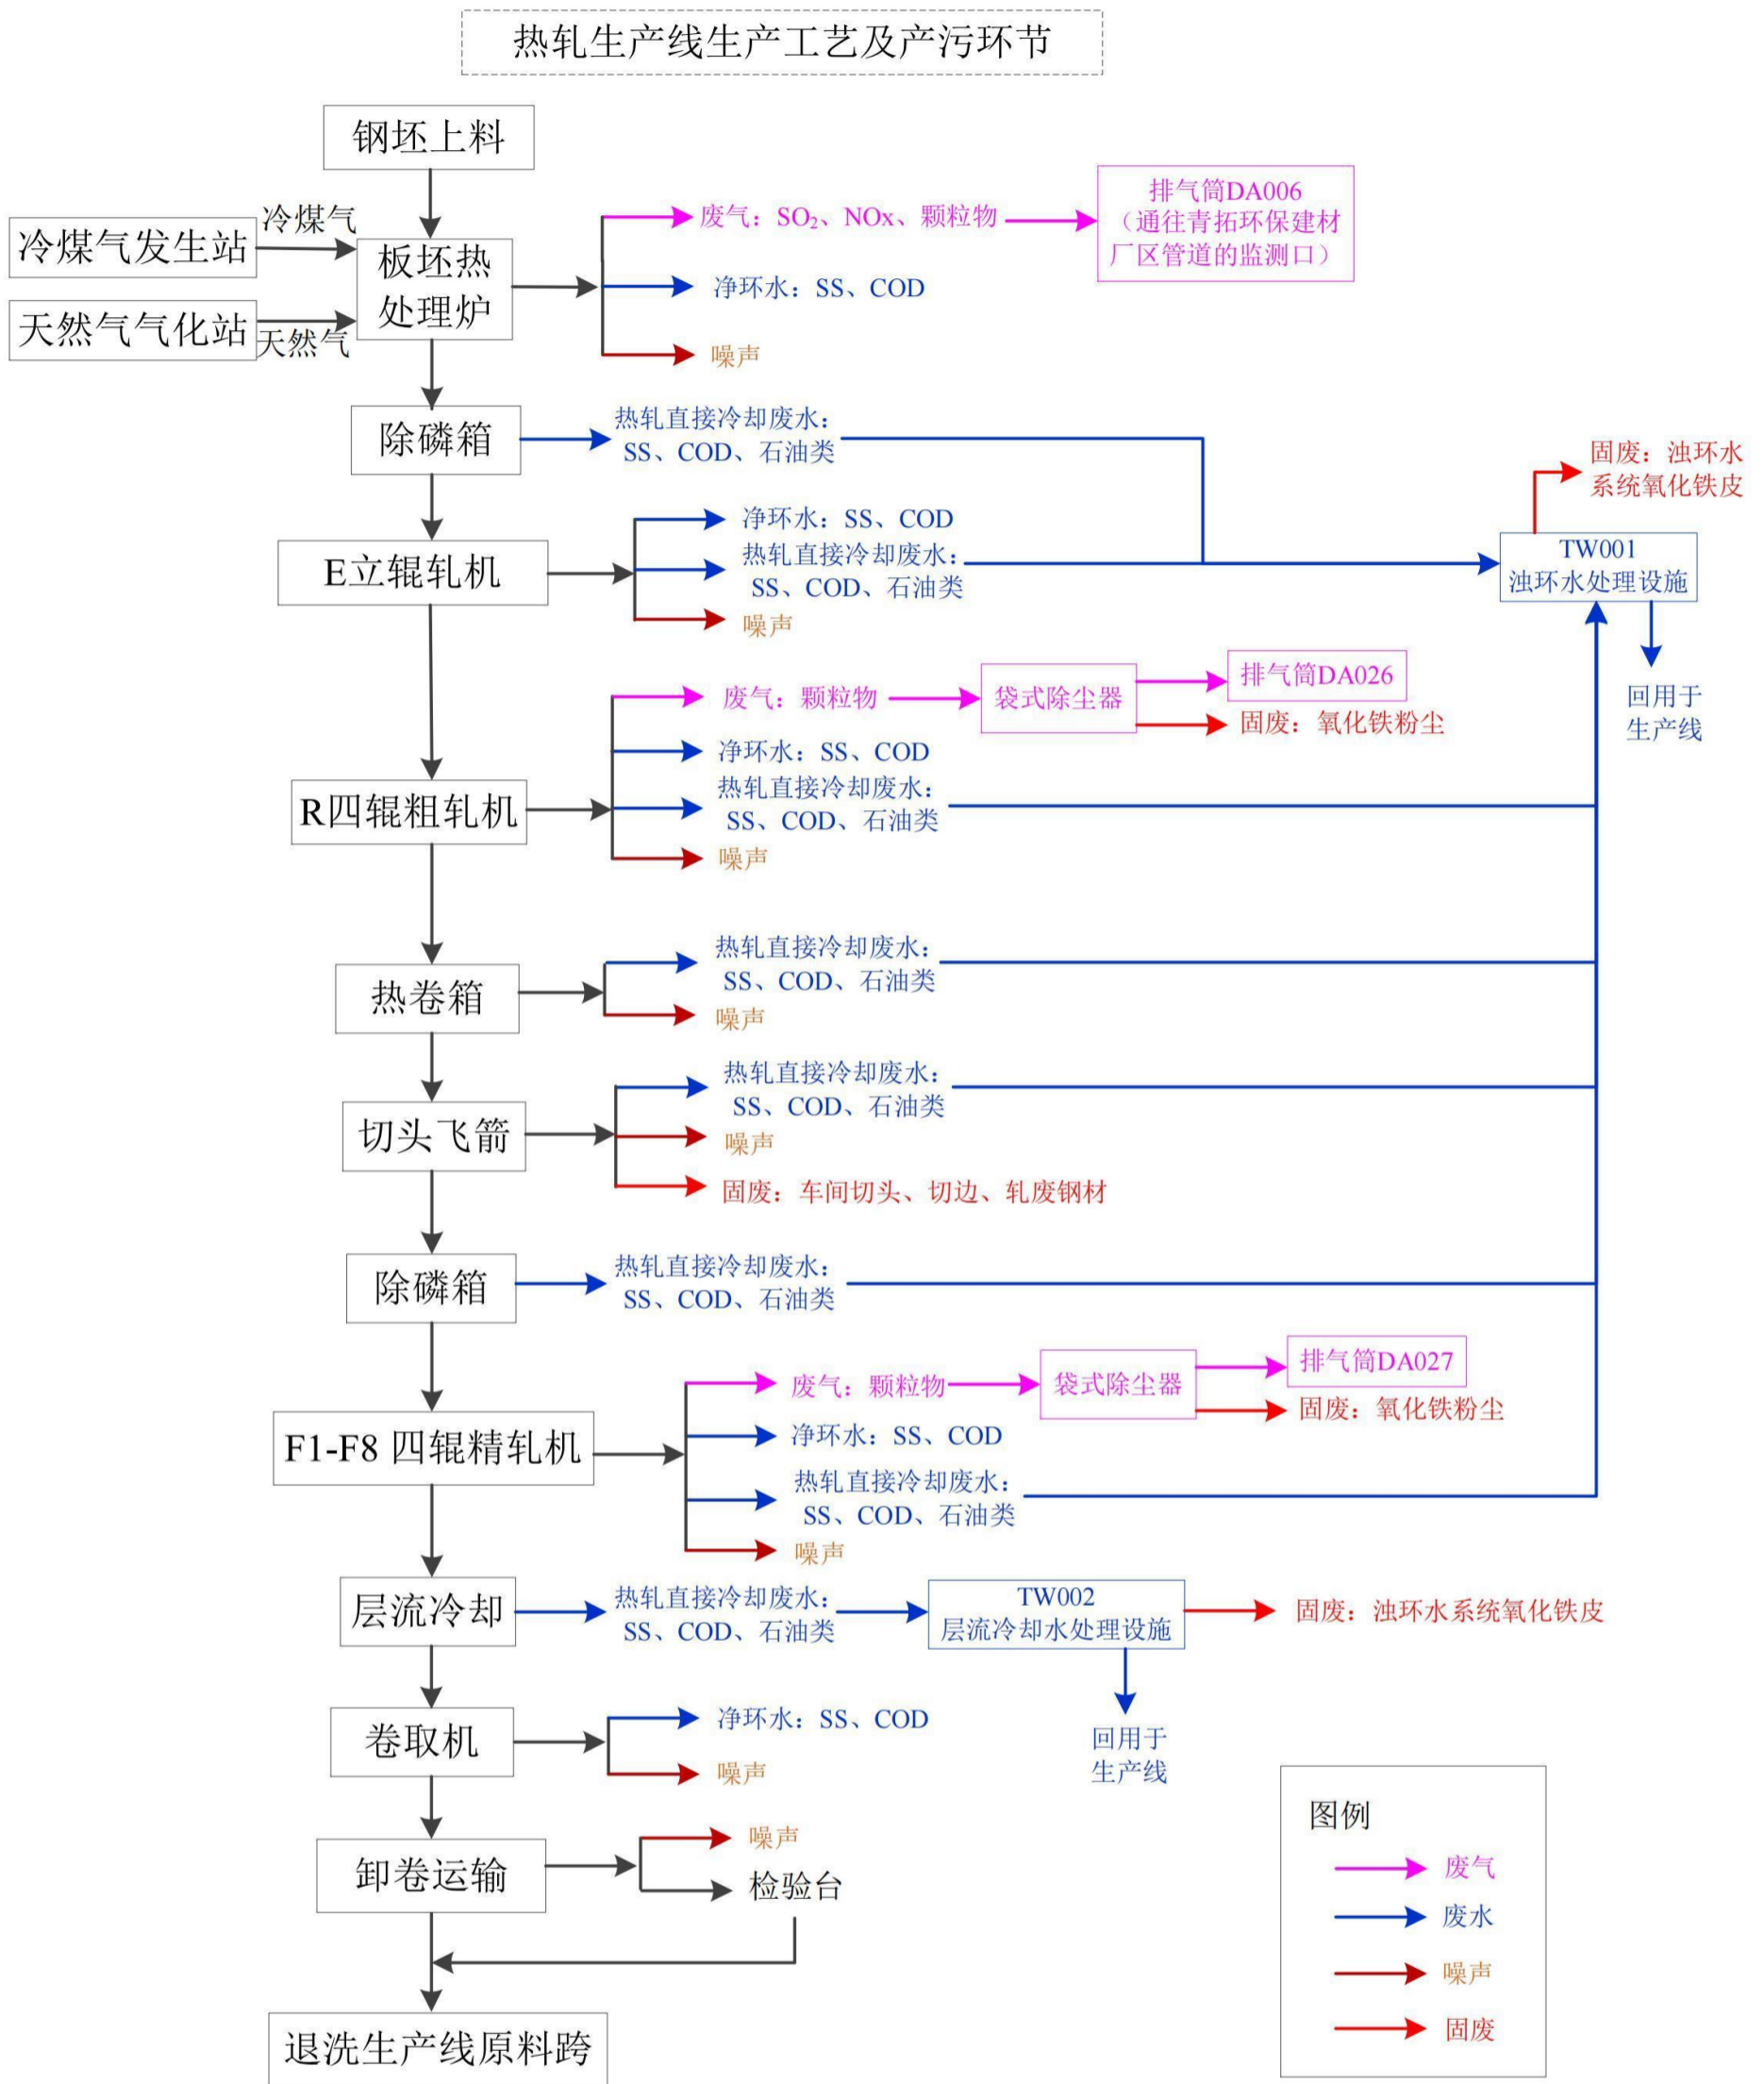 热轧生产线生产工艺及产污环节
钢坯上料
冷煤气发生站
冷煤气
天然气气化站
天然气
板坯热
处理炉
废气：SO₂、NOx、颗粒物
排气筒DA006
（通往青拓环保建材
厂区管道的监测口）
净环水：SS、COD
噪声
除磷箱
热轧直接冷却废水：
SS、COD、石油类
固废：浊环水
系统氧化铁皮
E立辊轧机
净环水：SS、COD
热轧直接冷却废水：
SS、COD、石油类
噪声
TW001
浊环水处理设施
回用于
生产线
R四辊粗轧机
废气：颗粒物
袋式除尘器
排气筒DA026
固废：氧化铁粉尘
净环水：SS、COD
热轧直接冷却废水：
SS、COD、石油类
噪声
热卷箱
热轧直接冷却废水：
SS、COD、石油类
噪声
切头飞箭
热轧直接冷却废水：
SS、COD、石油类
噪声
固废：车间切头、切边、轧废钢材
除磷箱
热轧直接冷却废水：
SS、COD、石油类
F1-F8 四辊精轧机
废气：颗粒物
袋式除尘器
排气筒DA027
固废：氧化铁粉尘
净环水：SS、COD
热轧直接冷却废水：
SS、COD、石油类
噪声
层流冷却
热轧直接冷却废水：
SS、COD、石油类
TW002
层流冷却水处理设施
固废：浊环水系统氧化铁皮
回用于
生产线
卷取机
净环水：SS、COD
噪声
卸卷运输
噪声
检验台
退洗生产线原料跨
图例
废气
废水
噪声
固废